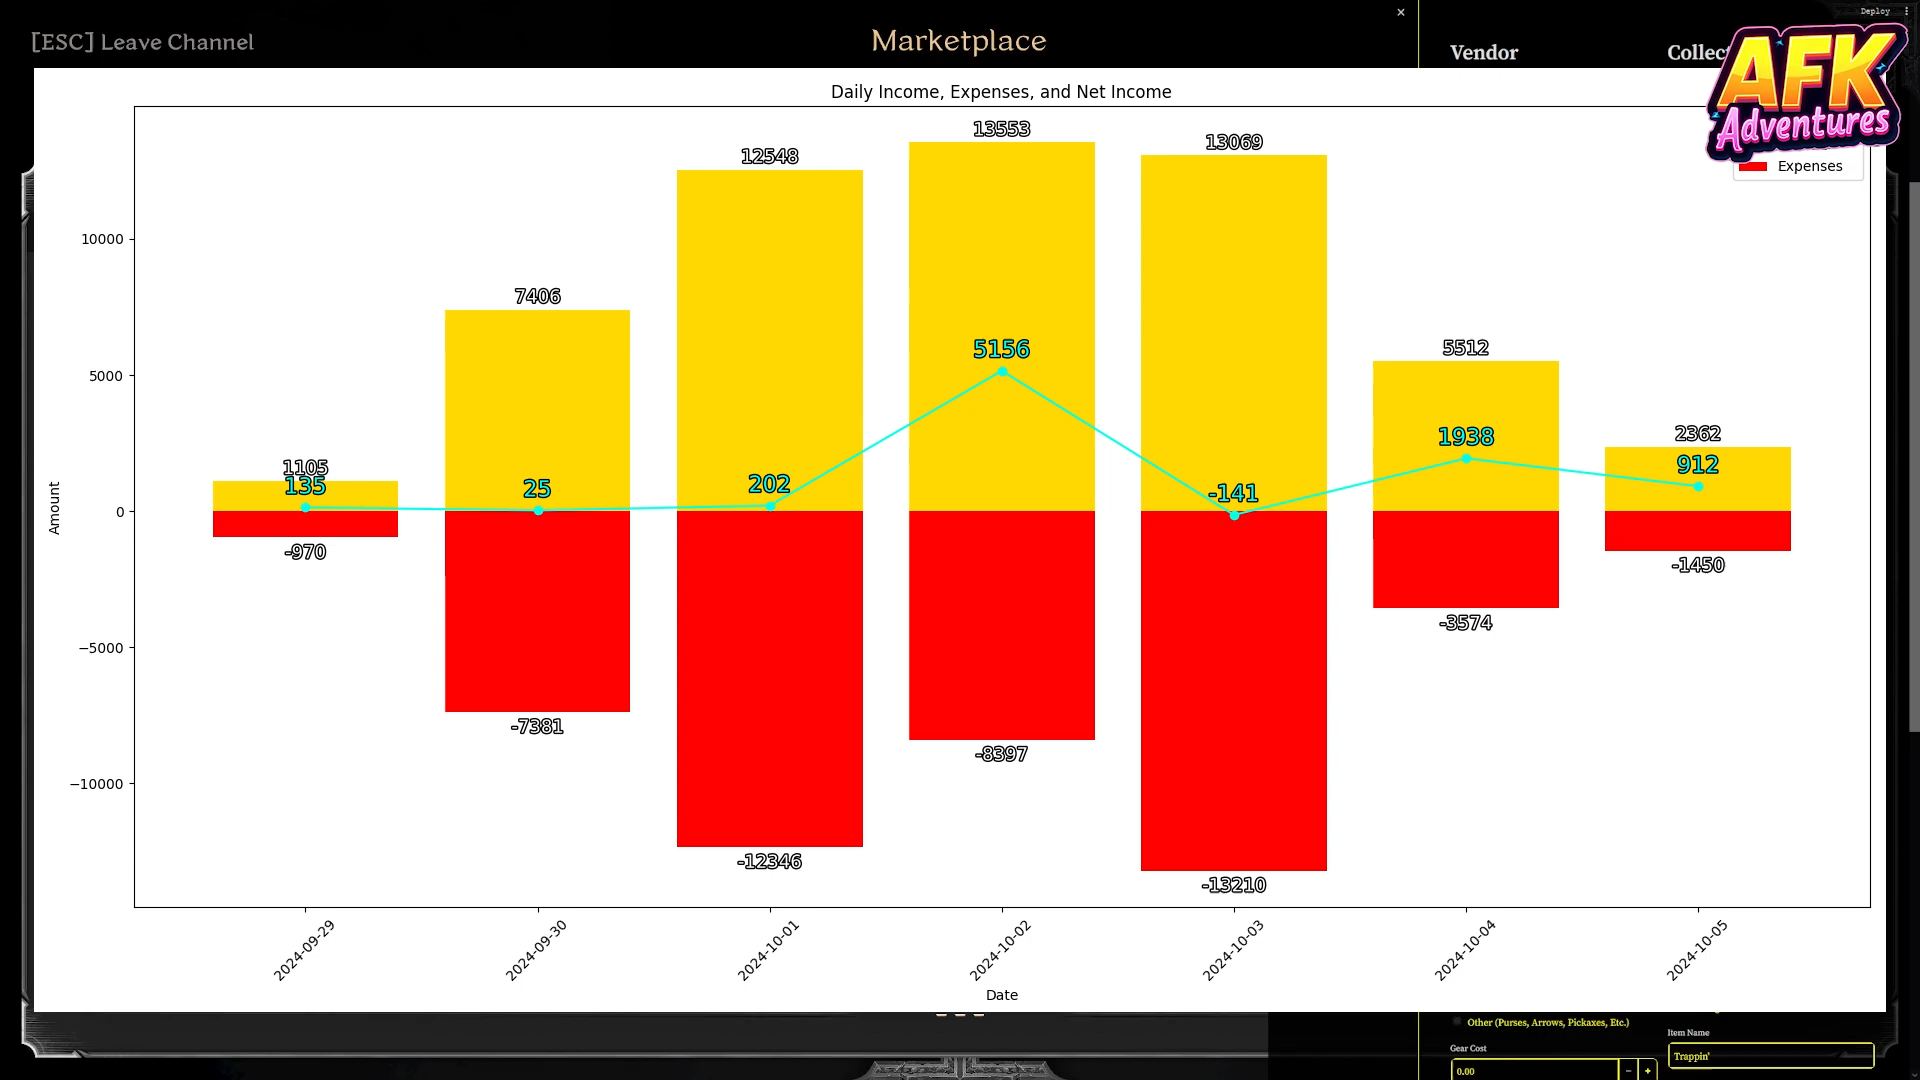 Deploy
[ESC] Leave Channel
Marketplace
Vendor
Collect
AFK
Adventures
Daily Income, Expenses, and Net Income
Expenses
13553
13069
12548
7406
5512
2362
1105
5156
1938
912
135
25
202
-141
10000
5000
0
−5000
−10000
Amount
-970
-7381
-12346
-8397
-13210
-3574
-1450
2024-09-29
2024-09-30
2024-10-01
2024-10-02
2024-10-03
2024-10-04
2024-10-05
Date
Other (Purses, Arrows, Pickaxes, Etc.)
Item Name
Gear Cost
Trappin'
0.00